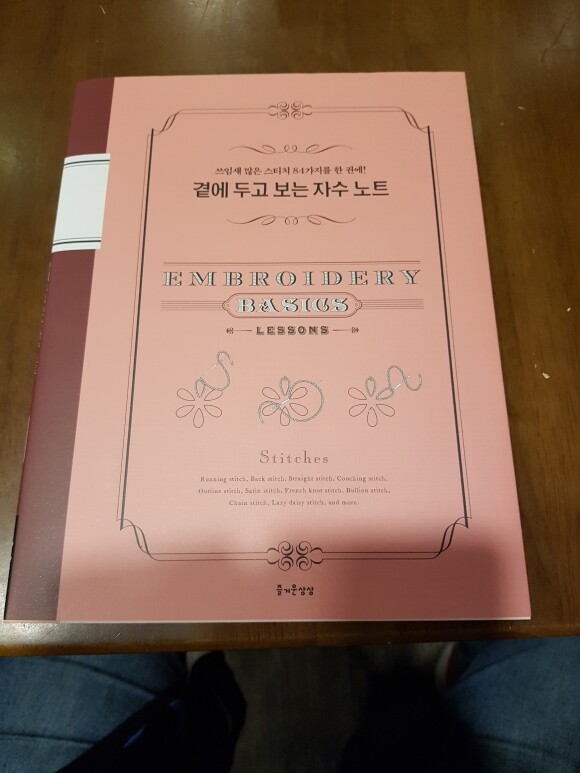 쓰임새 많은 스티치 84가지를 한 권에!
곁에 두고 보는 자수 노트
EMBROIDERY
BASICS
LESSONS
Stitches
Running stitch, Back stitch, Straight stitch, Couching stitch,
Outline stitch, Satin stitch, French knot stitch, Bullion stitch,
Chain stitch, Lazy daisy stitch, and more.
즐거운상상